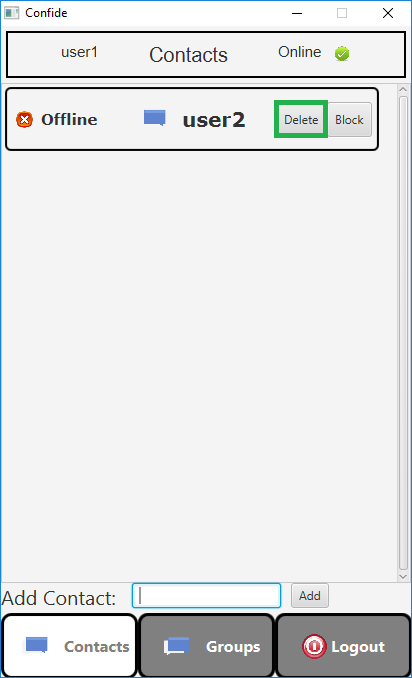 Confide
user1 Contacts Online
Offline user2 Delete Block
Add Contact: Add
Contacts Groups Logout